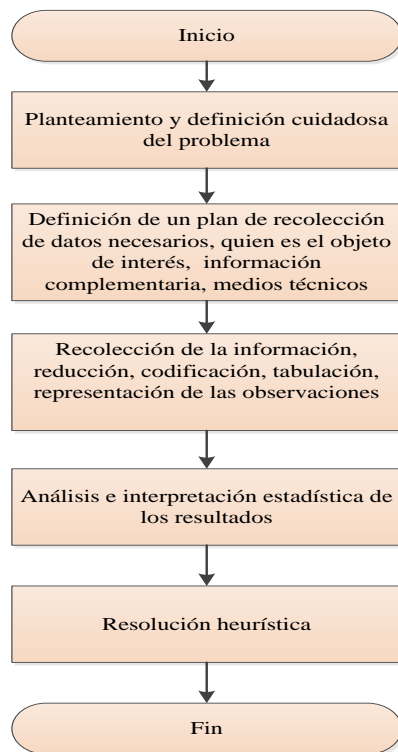 Inicio
Planteamiento y definición cuidadosa
del problema
Definición de un plan de recolección
de datos necesarios, quien es el objeto
de interés, información
complementaria, medios técnicos
Recolección de la información,
reducción, codificación, tabulación,
representación de las observaciones
Análisis e interpretación estadística de
los resultados
Resolución heurística
Fin